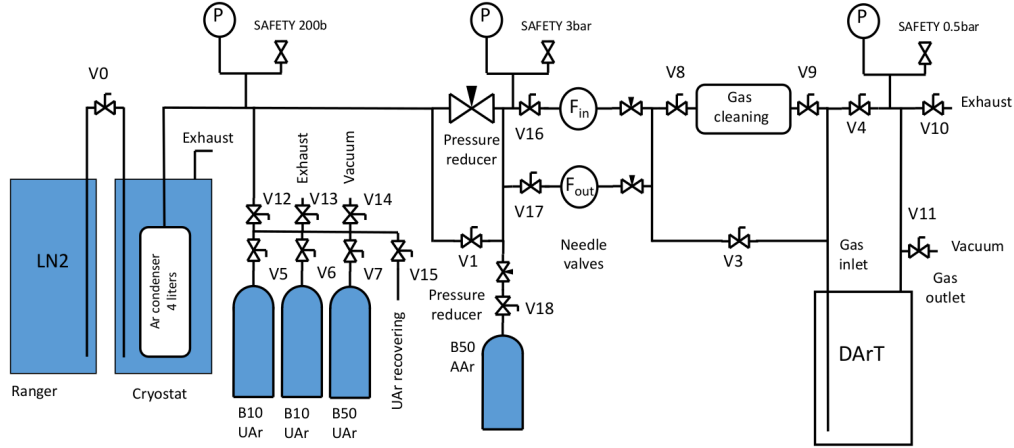 P
SAFETY 200b
P
SAFETY 3bar
P
SAFETY 0.5bar
V0
V8
V9
Exhaust
Exhaust
Vacuum
Pressure
reducer
V16
Fin
Gas
cleaning
V4
V10
Exhaust
V12
V13
V14
V17
Fout
V11
LN2
Ar condenser
4 liters
V5
V6
V7
V15
V1
Needle
valves
V3
Gas
inlet
Vacuum
Gas
outlet
Pressure
reducer
V18
UAr recovering
B50
AAr
DArT
Ranger
Cryostat
B10
UAr
B10
UAr
B50
UAr